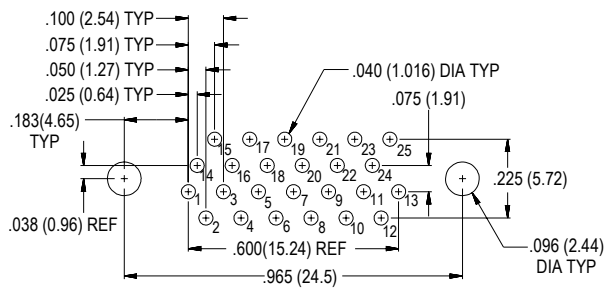 .100 (2.54) TYP
.075 (1.91) TYP
.050 (1.27) TYP
.025 (0.64) TYP
.040 (1.016) DIA TYP
.075 (1.91)
.183(4.65)
TYP
15 17 19 21 23 25
14 16 18 20 22 24
1 3 5 7 9 11 13
2 4 6 8 10 12
.225 (5.72)
.038 (0.96) REF
.600(15.24) REF
.096 (2.44)
DIA TYP
.965 (24.5)